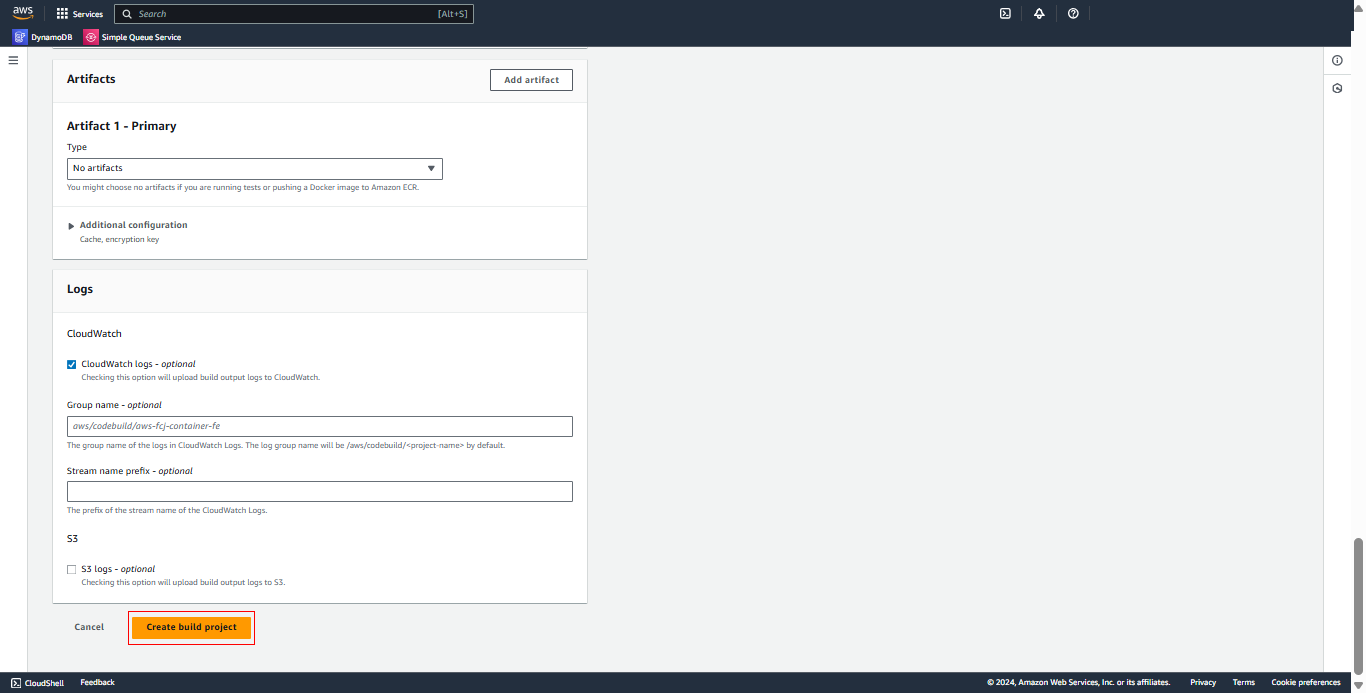 aws
Services
Search
[Alt+S]
DynamoDB
Simple Queue Service
Artifacts
Add artifact
Artifact 1 - Primary
Type
No artifacts
You might choose no artifacts if you are running tests or pushing a Docker image to Amazon ECR.
Additional configuration
Cache, encryption key
Logs
CloudWatch
CloudWatch logs - optional
Checking this option will upload build output logs to CloudWatch.
Group name - optional
aws/codebuild/aws-fcj-container-fe
The group name of the logs in CloudWatch Logs. The log group name will be /aws/codebuild/<project-name> by default.
Stream name prefix - optional
The prefix of the stream name of the CloudWatch Logs.
S3
S3 logs - optional
Checking this option will upload build output logs to S3.
Cancel
Create build project
CloudShell
Feedback
© 2024, Amazon Web Services, Inc. or its affiliates.
Privacy
Terms
Cookie preferences